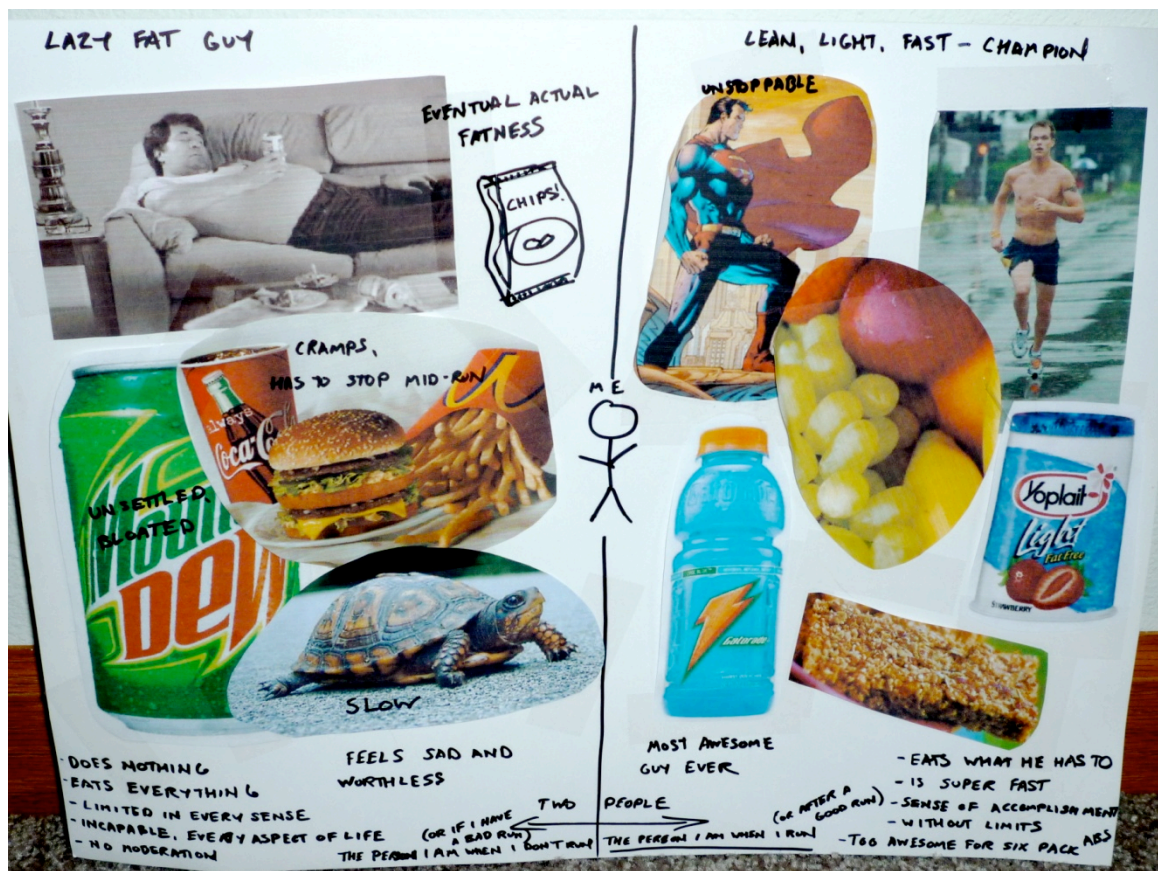 LAZY FAT GUY
EVENTUAL ACTUAL
FATNESS
CHIPS!
CRAMPS,
HAS TO STOP MID-RUN
always
Coca-Cola
UNSETTLED,
BLOATED
Mountain
Dew
SLOW
FEELS SAD AND
WORTHLESS
- DOES NOTHING
- EATS EVERYTHING
- LIMITED IN EVERY SENSE
- INCAPABLE, EVERY ASPECT OF LIFE
- NO MODERATION
ME
TWO PEOPLE
(OR IF I HAVE
A BAD RUN)
THE PERSON I AM WHEN I DON'T RUN
LEAN, LIGHT, FAST - CHAMPION
UNSTOPPABLE
Yoplait
Light
Fat Free
STRAWBERRY
Gatorade
MOST AWESOME
GUY EVER
(OR AFTER A
GOOD RUN)
THE PERSON I AM WHEN I RUN
- EATS WHAT HE HAS TO
- IS SUPER FAST
- SENSE OF ACCOMPLISHMENT
- WITHOUT LIMITS
- TOO AWESOME FOR SIX PACK ABS